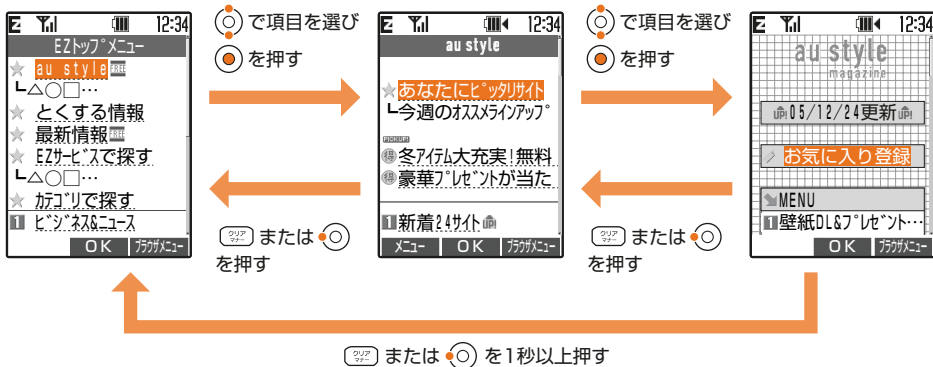 12:34
EZトップメニュー
au style FREE
┗△○□…
とくする情報
最新情報 FREE
EZサービスで探す
┗△○□…
カテゴリで探す
1 ビジネス&ニュース
OK ブラウザメニュー
で項目を選び
を押す
クリア マナー または
を押す
12:34
au style
あなたにピッタリサイト
┗今週のオススメラインアップ
得 冬アイテム大充実!無料
得 豪華プレゼントが当た
1 新着24サイト UP!
メニュー OK ブラウザメニュー
で項目を選び
を押す
クリア マナー または
を押す
12:34
au style
magazine
UP! 05/12/24更新 UP!
お気に入り登録
MENU
1 壁紙DL&プレゼント…
OK ブラウザメニュー
クリア マナー または を1秒以上押す